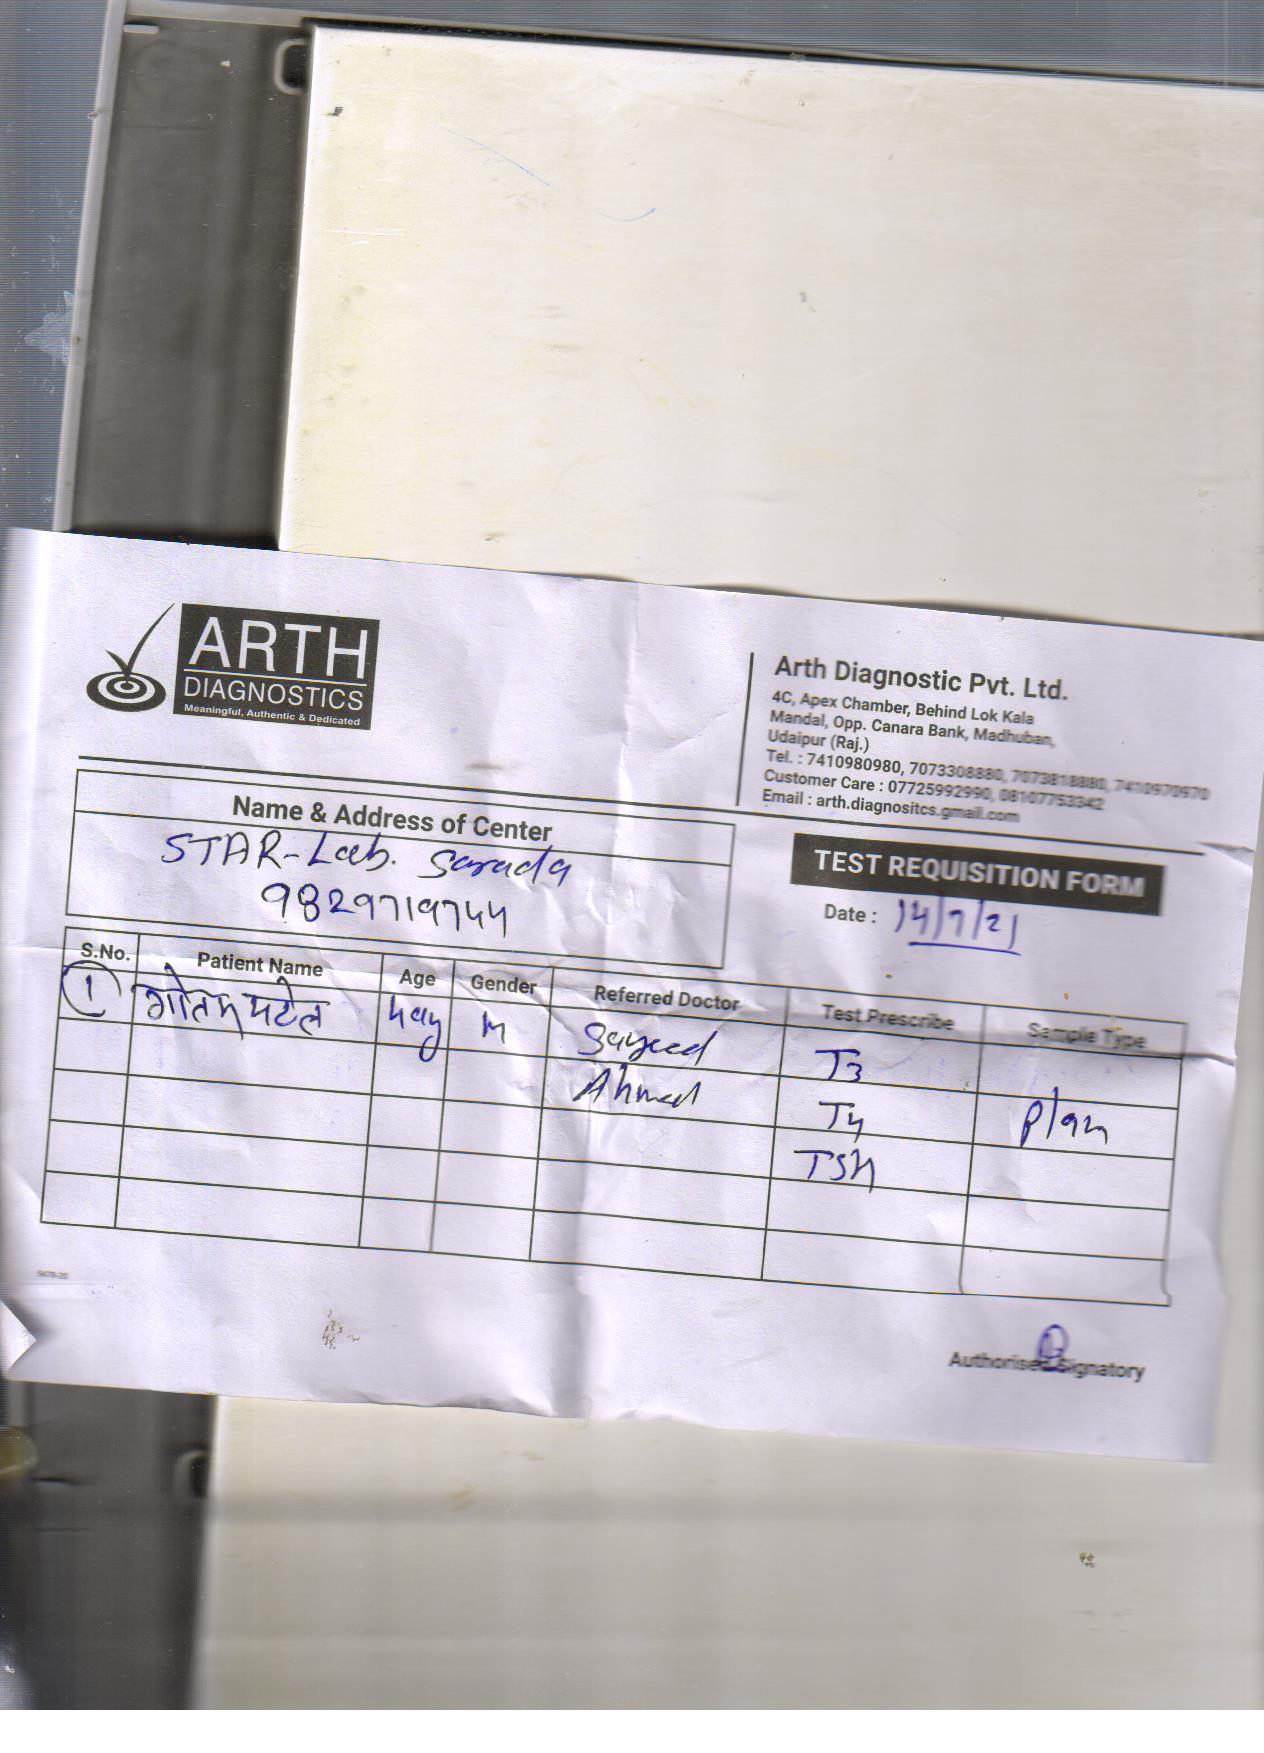 ARTH
DIAGNOSTICS
Meaningful, Authentic & Dedicated
Arth Diagnostic Pvt. Ltd.
4C, Apex Chamber, Behind Lok Kala
Mandal, Opp. Canara Bank, Madhuban,
Udaipur (Raj.)
Tel. : 7410980980, 7073308880, 7073818880, 7410970970
Customer Care : 07725992990, 08107753342
Email : arth.diagnositcs.gmail.com
Name & Address of Center
STAR-Lab. Sarada
9829719744
TEST REQUISITION FORM
Date : 14/7/21
S.No. Patient Name Age Gender Referred Doctor Test Prescribe Sample Type
1 गोतम पटेल M Sayeed T3
Ahmed T4 Plan
TSH
Authorised Signatory